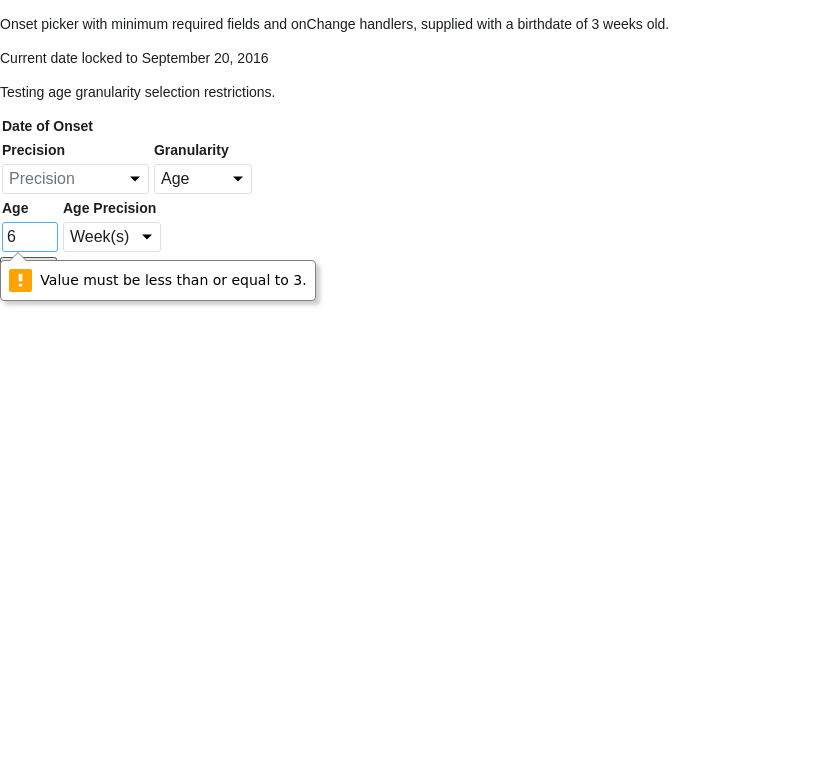 Onset picker with minimum required fields and onChange handlers, supplied with a birthdate of 3 weeks old.
Current date locked to September 20, 2016
Testing age granularity selection restrictions.
Date of Onset
Precision Granularity
Precision Age
Age Age Precision
6 Week(s)
Value must be less than or equal to 3.